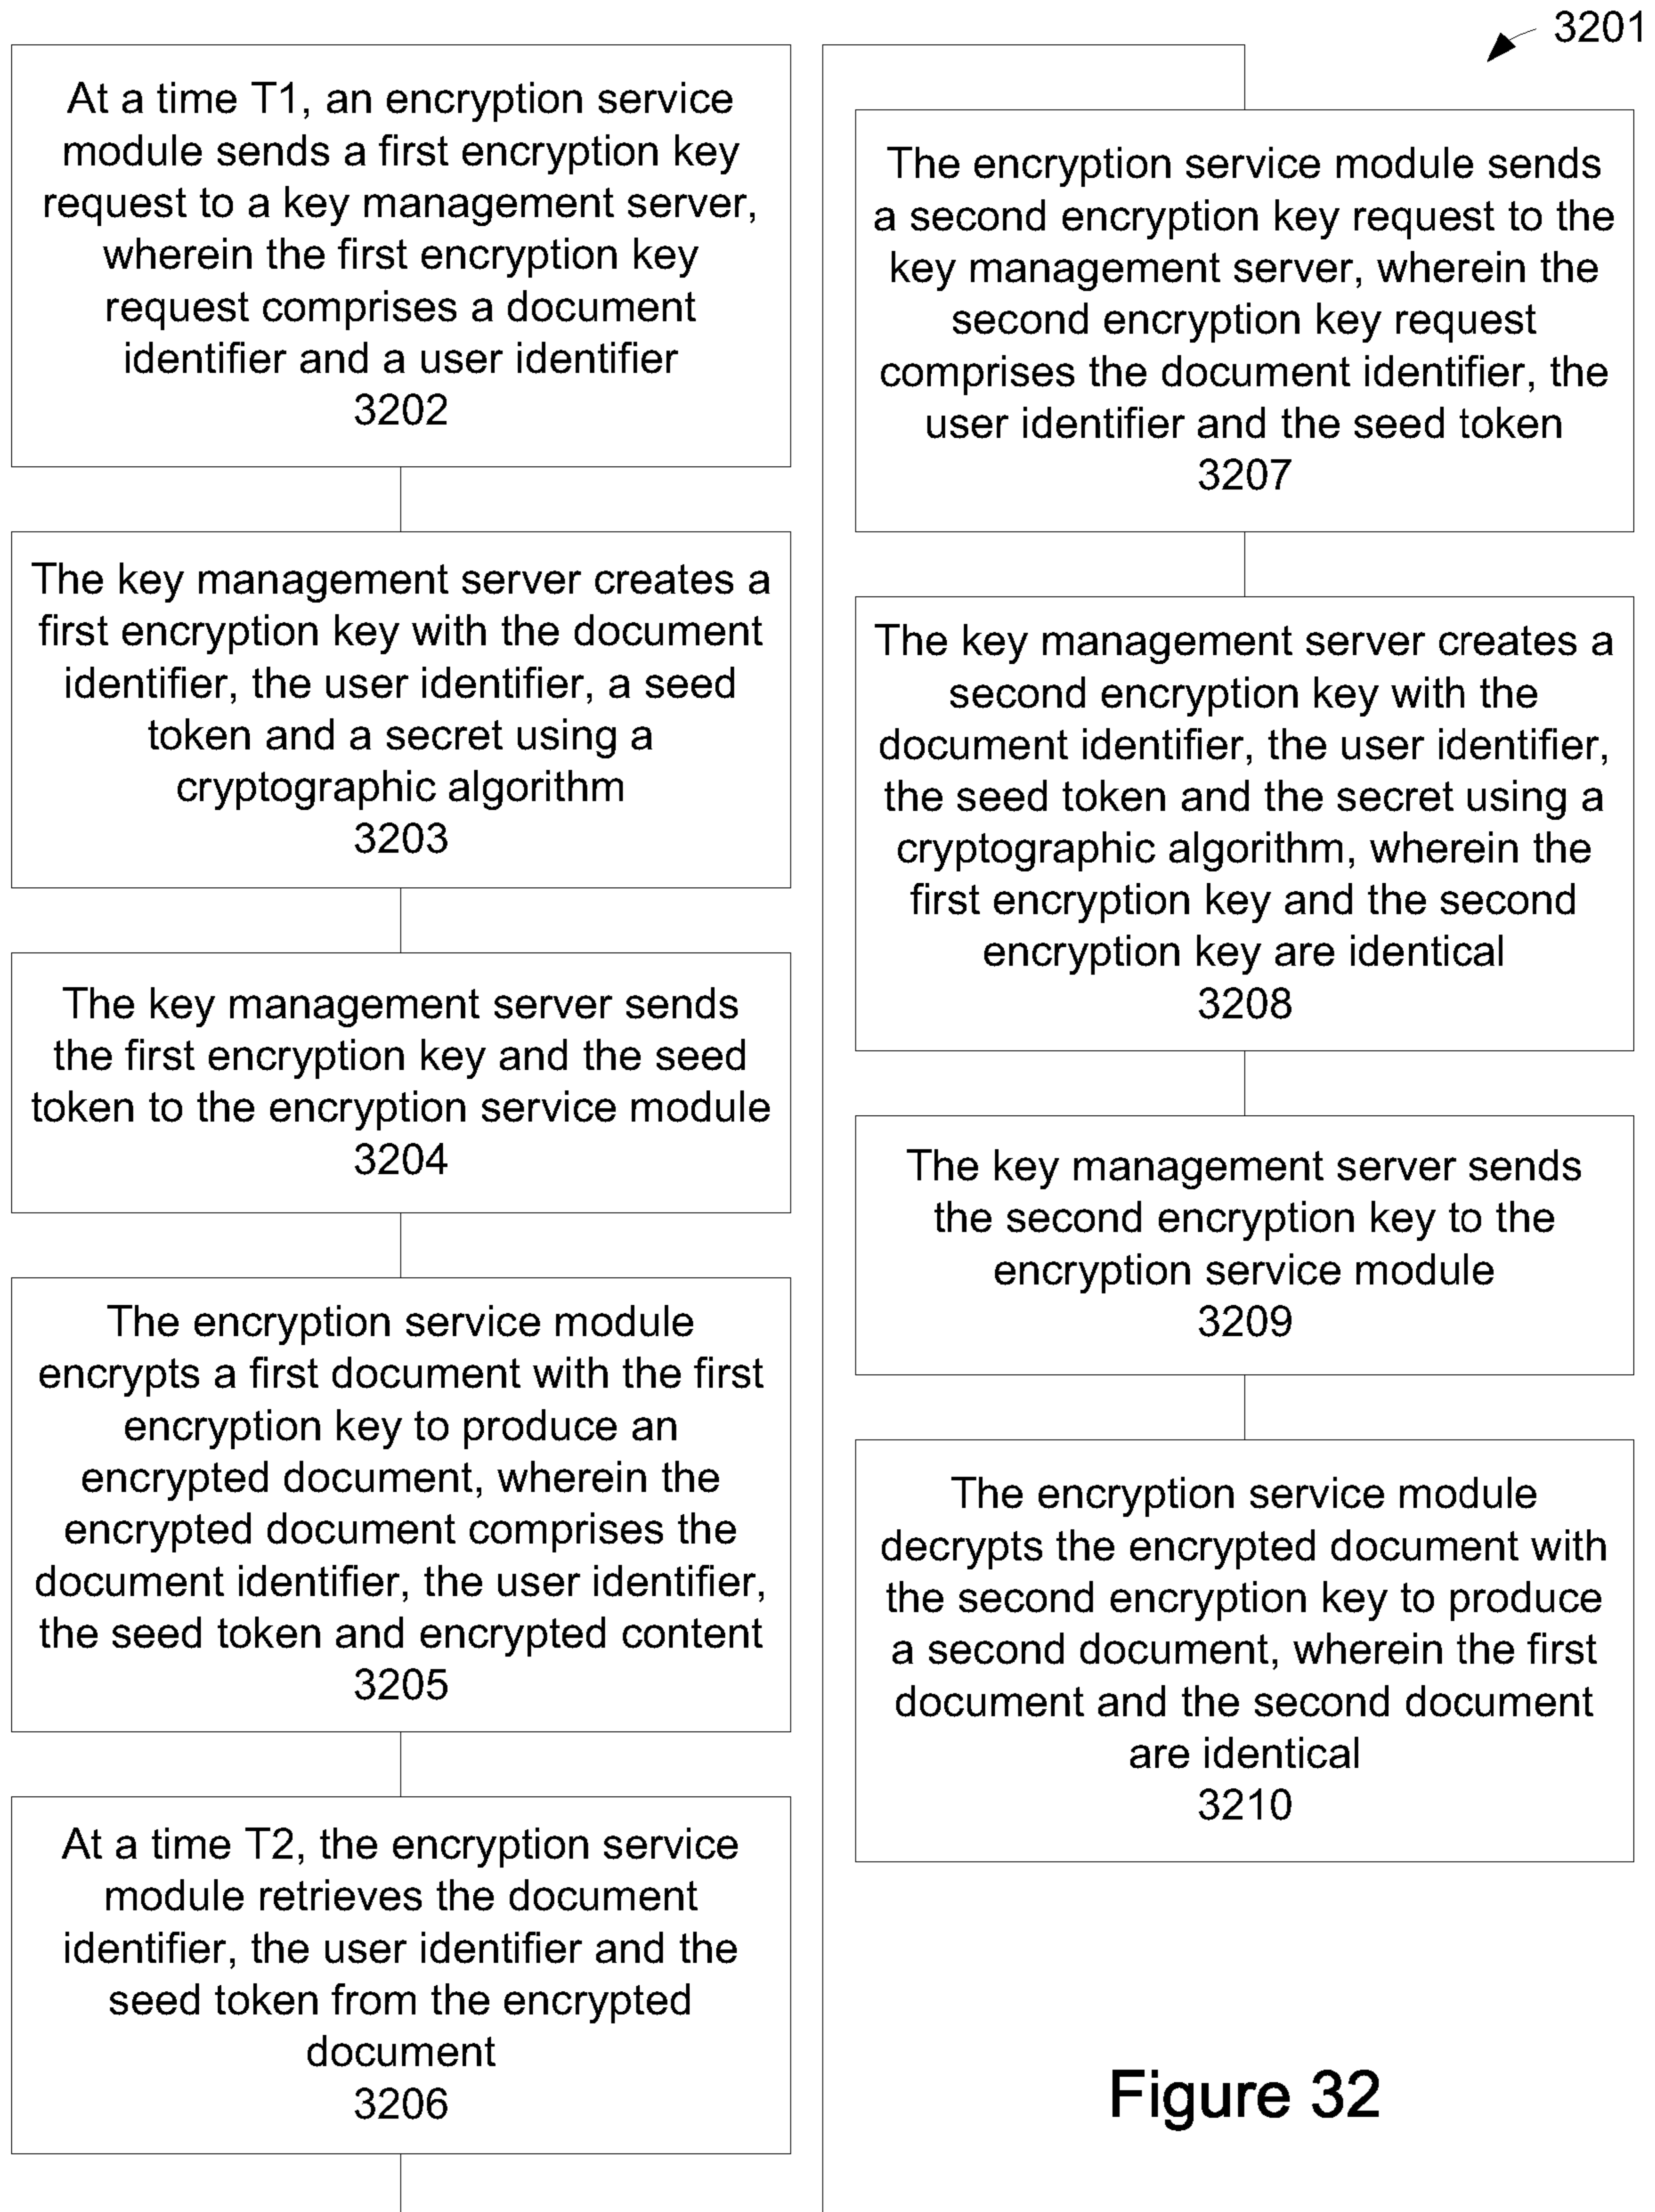 3201
At a time T1, an encryption service
module sends a first encryption key
request to a key management server,
wherein the first encryption key
request comprises a document
identifier and a user identifier
3202
The key management server creates a
first encryption key with the document
identifier, the user identifier, a seed
token and a secret using a
cryptographic algorithm
3203
The key management server sends
the first encryption key and the seed
token to the encryption service module
3204
The encryption service module
encrypts a first document with the first
encryption key to produce an
encrypted document, wherein the
encrypted document comprises the
document identifier, the user identifier,
the seed token and encrypted content
3205
At a time T2, the encryption service
module retrieves the document
identifier, the user identifier and the
seed token from the encrypted
document
3206
The encryption service module sends
a second encryption key request to the
key management server, wherein the
second encryption key request
comprises the document identifier, the
user identifier and the seed token
3207
The key management server creates a
second encryption key with the
document identifier, the user identifier,
the seed token and the secret using a
cryptographic algorithm, wherein the
first encryption key and the second
encryption key are identical
3208
The key management server sends
the second encryption key to the
encryption service module
3209
The encryption service module
decrypts the encrypted document with
the second encryption key to produce
a second document, wherein the first
document and the second document
are identical
3210
Figure 32